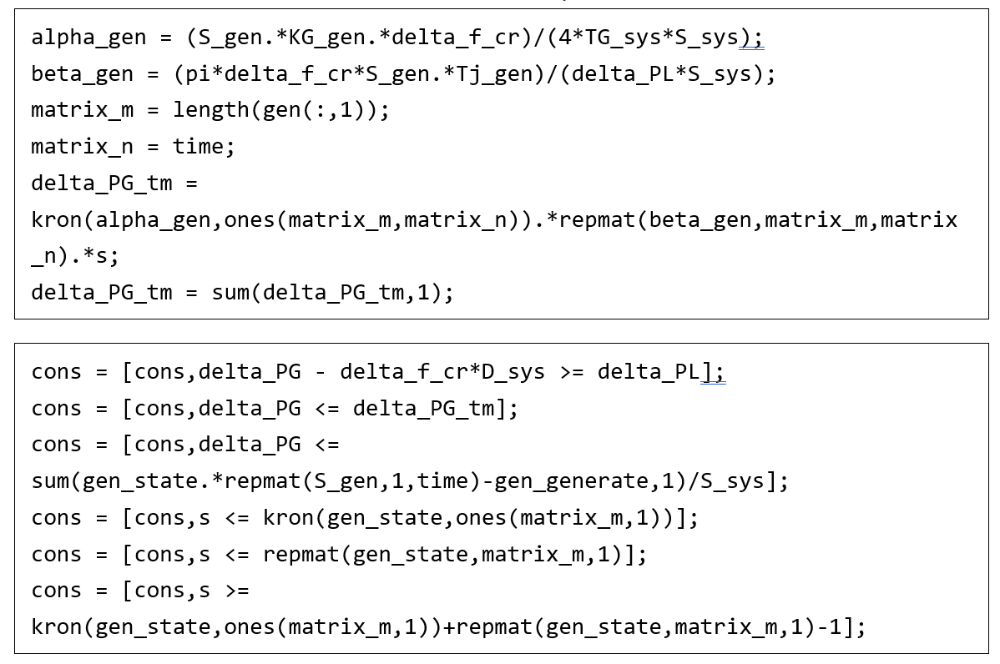 alpha_gen = (S_gen.*KG_gen.*delta_f_cr)/(4*TG_sys*S_sys);
beta_gen = (pi*delta_f_cr*S_gen.*Tj_gen)/(delta_PL*S_sys);
matrix_m = length(gen(:,1));
matrix_n = time;
delta_PG_tm =
kron(alpha_gen,ones(matrix_m,matrix_n)).*repmat(beta_gen,matrix_m,matrix
_n).*s;
delta_PG_tm = sum(delta_PG_tm,1);
cons = [cons,delta_PG - delta_f_cr*D_sys >= delta_PL];
cons = [cons,delta_PG <= delta_PG_tm];
cons = [cons,delta_PG <=
sum(gen_state.*repmat(S_gen,1,time)-gen_generate,1)/S_sys];
cons = [cons,s <= kron(gen_state,ones(matrix_m,1))];
cons = [cons,s <= repmat(gen_state,matrix_m,1)];
cons = [cons,s >=
kron(gen_state,ones(matrix_m,1))+repmat(gen_state,matrix_m,1)-1];